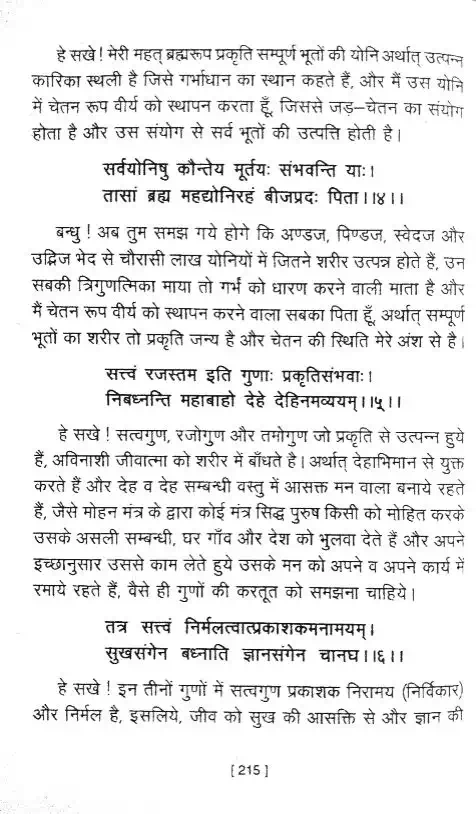 हे सखे ! मेरी महत् ब्रह्मरूप प्रकृति सम्पूर्ण भूतों की योनि अर्थात् उत्पन्न
कारिका स्थली है जिसे गर्भाधान का स्थान कहते हैं, और मैं उस योनि
में चेतन रूप वीर्य को स्थापन करता हूँ, जिससे जड़–चेतन का संयोग
होता है और उस संयोग से सर्व भूतों की उत्पत्ति होती है।
सर्वयोनिषु कौन्तेय मूर्तयः संभवन्ति याः।
तासां ब्रह्म महद्योनिरहं बीजप्रदः पिता।।४।।
बन्धु ! अब तुम समझ गये होगे कि अण्डज, पिण्डज, स्वेदज और
उद्भिज भेद से चौरासी लाख योनियों में जितने शरीर उत्पन्न होते हैं, उन
सबकी त्रिगुणत्मिका माया तो गर्भ को धारण करने वाली माता है और
मैं चेतन रूप वीर्य को स्थापन करने वाला सबका पिता हूँ, अर्थात् सम्पूर्ण
भूतों का शरीर तो प्रकृति जन्य है और चेतन की स्थिति मेरे अंश से है।
सत्त्वं रजस्तम इति गुणाः प्रकृतिसंभवाः।
निबध्नन्ति महाबाहो देहे देहिनमव्ययम्।।५।।
हे सखे ! सत्वगुण, रजोगुण और तमोगुण जो प्रकृति से उत्पन्न हुये
हैं, अविनाशी जीवात्मा को शरीर में बाँधते है। अर्थात् देहाभिमान से युक्त
करते हैं और देह व देह सम्बन्धी वस्तु में आसक्त मन वाला बनाये रहते
हैं, जैसे मोहन मंत्र के द्वारा कोई मंत्र सिद्ध पुरुष किसी को मोहित करके
उसके असली सम्बन्धी, घर गाँव और देश को भुलवा देते हैं और अपने
इच्छानुसार उससे काम लेते हुये उसके मन को अपने व अपने कार्य में
रमाये रहते हैं, वैसे ही गुणों की करतूत को समझना चाहिये।
तत्र सत्त्वं निर्मलत्वात्प्रकाशकमनामयम्।
सुखसंगेन बध्नाति ज्ञानसंगेन चानघ।।६।।
हे सखे ! इन तीनों गुणों में सत्वगुण प्रकाशक निरामय (निर्विकार)
और निर्मल है, इसलिये, जीव को सुख की आसक्ति से और ज्ञान की
[ 215 ]